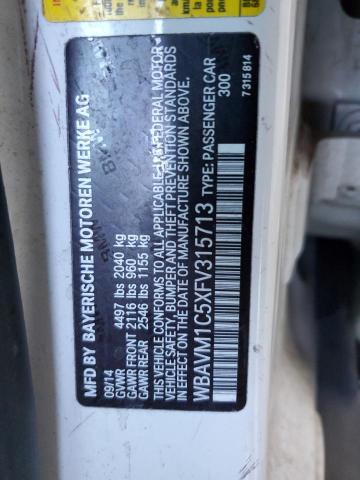 MFD BY BAYERISCHE MOTOREN WERKE AG
09/14
GVWR 4497 lbs 2040 kg
GAWR FRONT 2116 lbs 960 kg
GAWR REAR 2546 lbs 1155 kg
THIS VEHICLE CONFORMS TO ALL APPLICABLE U.S. FEDERAL MOTOR
VEHICLE SAFETY, BUMPER AND THEFT PREVENTION STANDARDS
IN EFFECT ON THE DATE OF MANUFACTURE SHOWN ABOVE.
WBAVM1C5XFV315713 TYPE: PASSENGER CAR
300
7315814